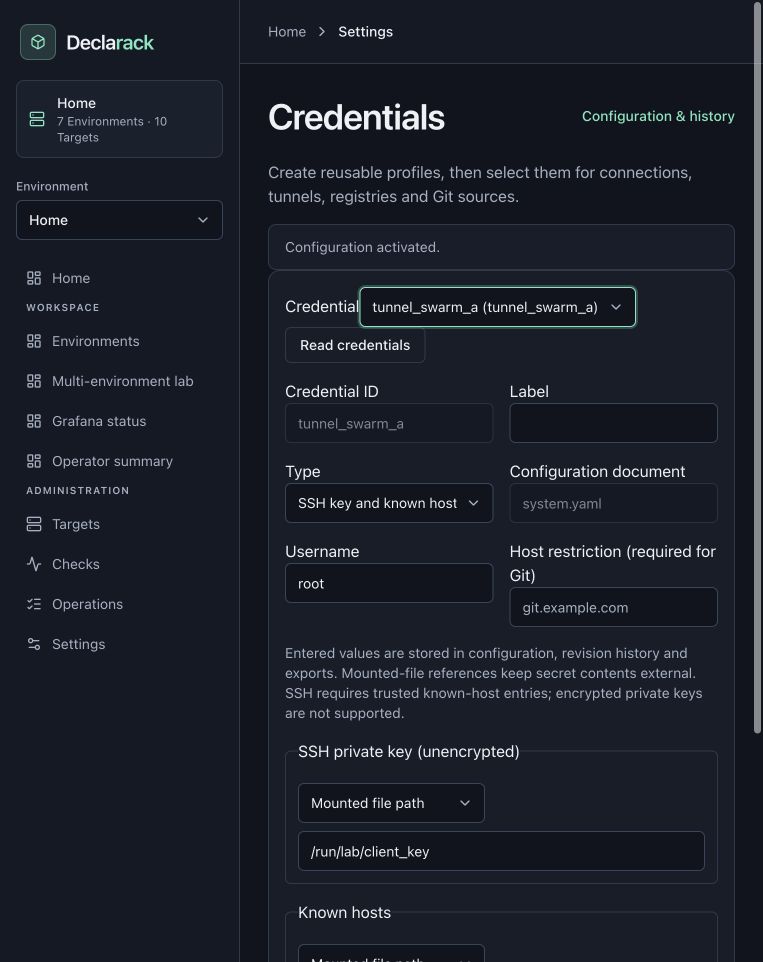 Declarack
Home
7 Environments · 10
Targets
Environment
Home
Home
WORKSPACE
Environments
Multi-environment lab
Grafana status
Operator summary
ADMINISTRATION
Targets
Checks
Operations
Settings
Home > Settings
Credentials
Configuration & history
Create reusable profiles, then select them for connections,
tunnels, registries and Git sources.
Configuration activated.
Credential tunnel_swarm_a (tunnel_swarm_a)
Read credentials
Credential ID
tunnel_swarm_a
Label
Type
SSH key and known host
Configuration document
system.yaml
Username
root
Host restriction (required for
Git)
git.example.com
Entered values are stored in configuration, revision history and
exports. Mounted-file references keep secret contents external.
SSH requires trusted known-host entries; encrypted private keys
are not supported.
SSH private key (unencrypted)
Mounted file path
/run/lab/client_key
Known hosts
Mounted file path